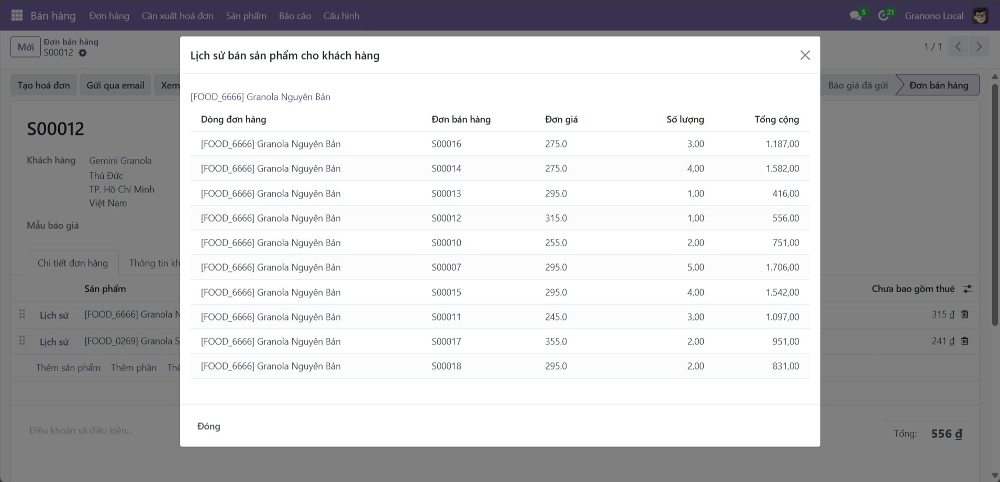 Bán hàng Đơn hàng Cần xuất hoá đơn Sản phẩm Báo cáo Cấu hình 5 21 Granono Local
Mới Đơn bán hàng
S00012
1 / 1
Tạo hoá đơn Gửi qua email Xem Báo giá đã gửi Đơn bán hàng
S00012
Khách hàng Gemini Granola
Thủ Đức
TP. Hồ Chí Minh
Việt Nam
Mẫu báo giá
Chi tiết đơn hàng Thông tin kh
Sản phẩm Chưa bao gồm thuế
Lịch sử [FOOD_6666] Granola N 315 ₫
Lịch sử [FOOD_0269] Granola S 241 ₫
Thêm sản phẩm Thêm phần Thê
Điều khoản và điều kiện...
Tổng: 556 ₫
Lịch sử bán sản phẩm cho khách hàng
[FOOD_6666] Granola Nguyên Bản
Dòng đơn hàng Đơn bán hàng Đơn giá Số lượng Tổng cộng
[FOOD_6666] Granola Nguyên Bản S00016 275.0 3,00 1.187,00
[FOOD_6666] Granola Nguyên Bản S00014 275.0 4,00 1.582,00
[FOOD_6666] Granola Nguyên Bản S00013 295.0 1,00 416,00
[FOOD_6666] Granola Nguyên Bản S00012 315.0 1,00 556,00
[FOOD_6666] Granola Nguyên Bản S00010 255.0 2,00 751,00
[FOOD_6666] Granola Nguyên Bản S00007 295.0 5,00 1.706,00
[FOOD_6666] Granola Nguyên Bản S00015 295.0 4,00 1.542,00
[FOOD_6666] Granola Nguyên Bản S00011 245.0 3,00 1.097,00
[FOOD_6666] Granola Nguyên Bản S00017 355.0 2,00 951,00
[FOOD_6666] Granola Nguyên Bản S00018 295.0 2,00 831,00
Đóng